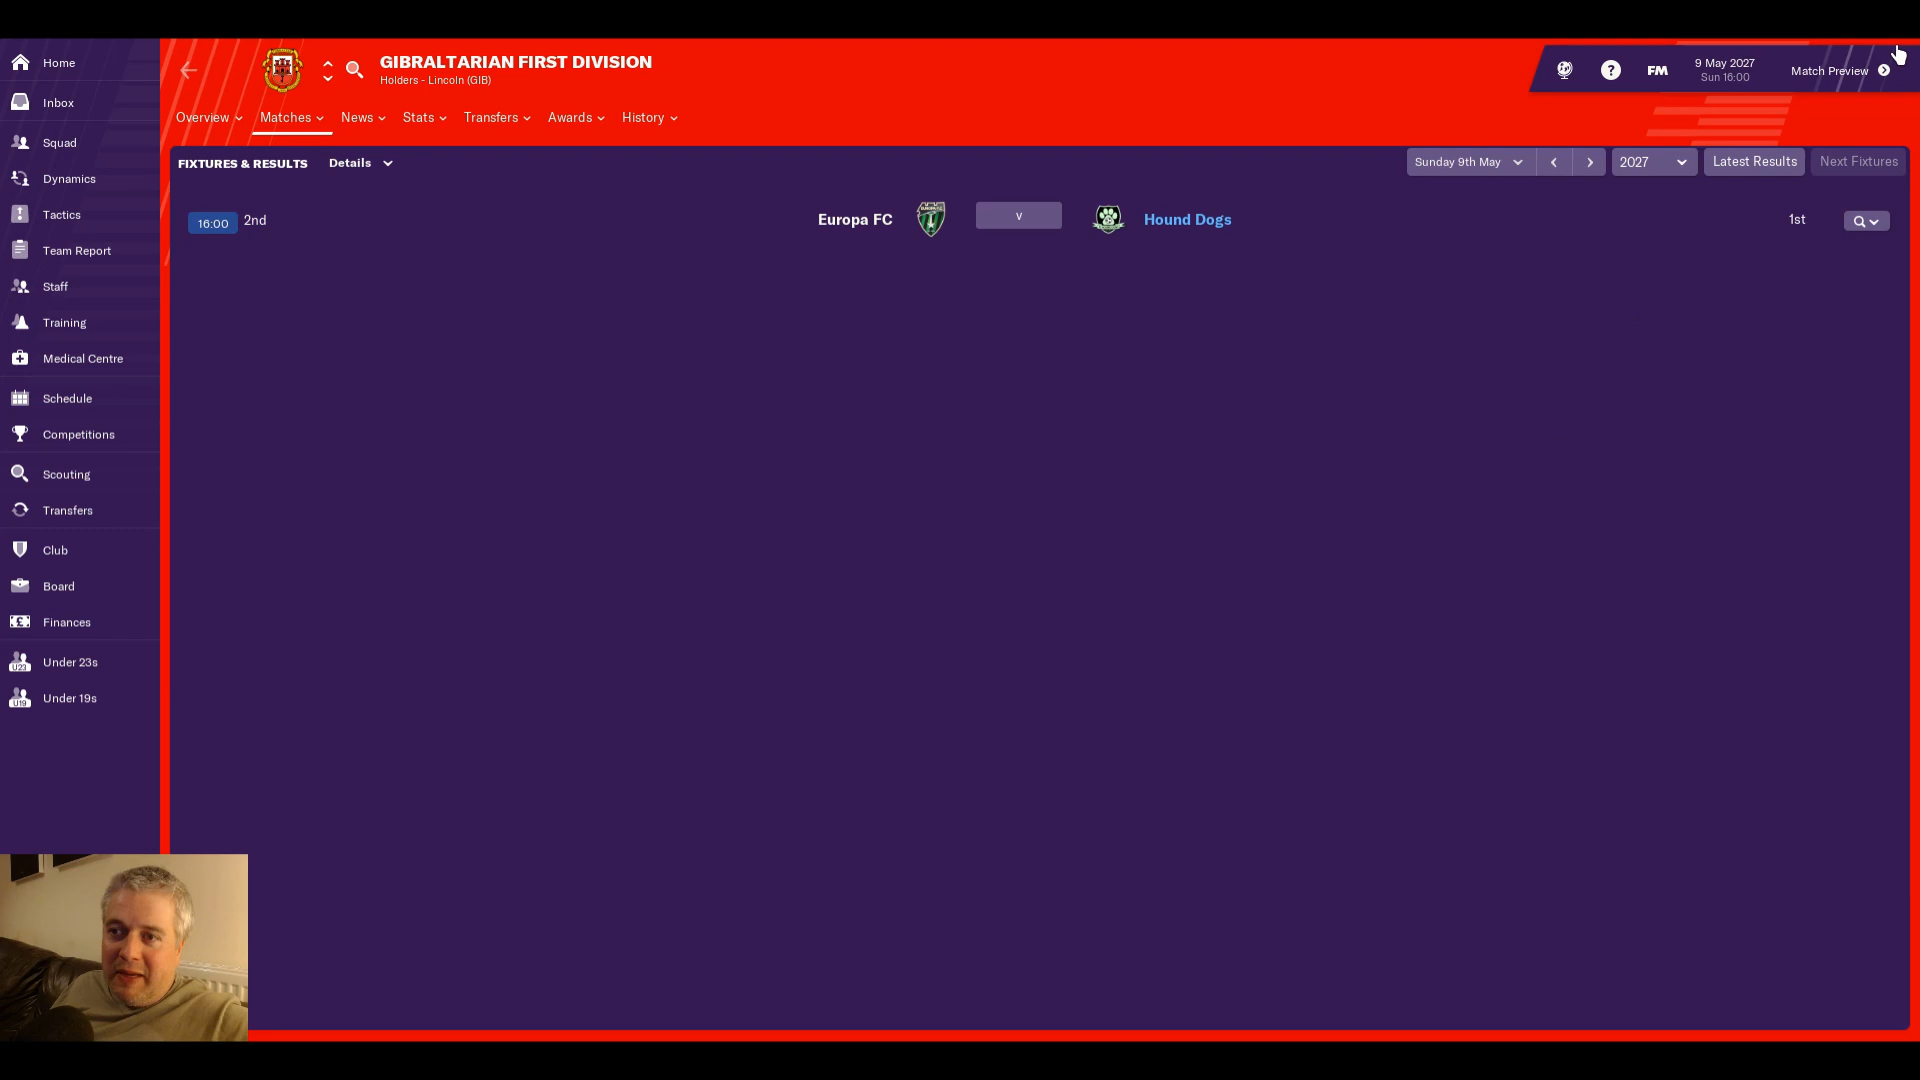 Home
Inbox
Squad
Dynamics
Tactics
Team Report
Staff
Training
Medical Centre
Schedule
Competitions
Scouting
Transfers
Club
Board
Finances
U23
Under 23s
U19
Under 19s
GIBRALTARIAN FIRST DIVISION
Holders - Lincoln (GIB)
? FM 9 May 2027 Match Preview
Sun 16:00
Overview Matches News Stats Transfers Awards History
FIXTURES & RESULTS Details Sunday 9th May 2027 Latest Results Next Fixtures
16:00 2nd Europa FC v Hound Dogs 1st